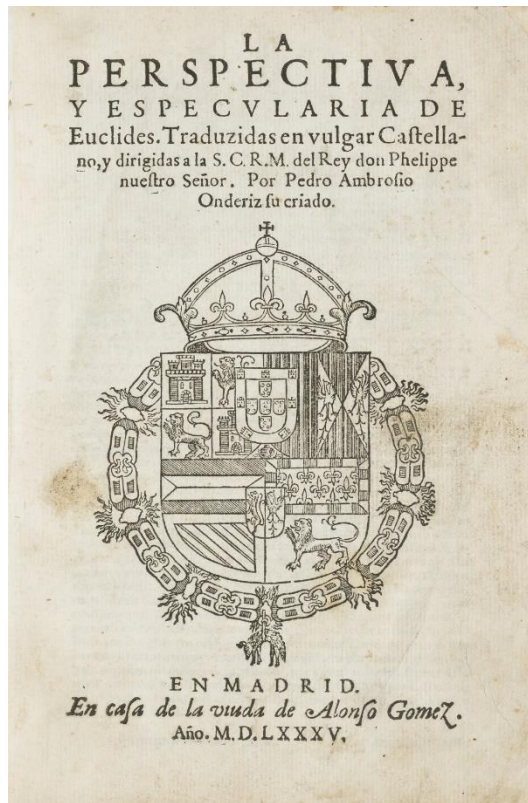 LA
PERSPECTIVA,
Y ESPECVLARIA DE
Euclides. Traduzidas en vulgar Caſtella-
no, y dirigidas a la S. C. R. M. del Rey don Phelippe
nueſtro Señor. Por Pedro Ambroſio
Onderiz ſu criado.
EN MADRID.
En caſa de la viuda de Alonſo Gomez.
Año. M. D. LXXXV.